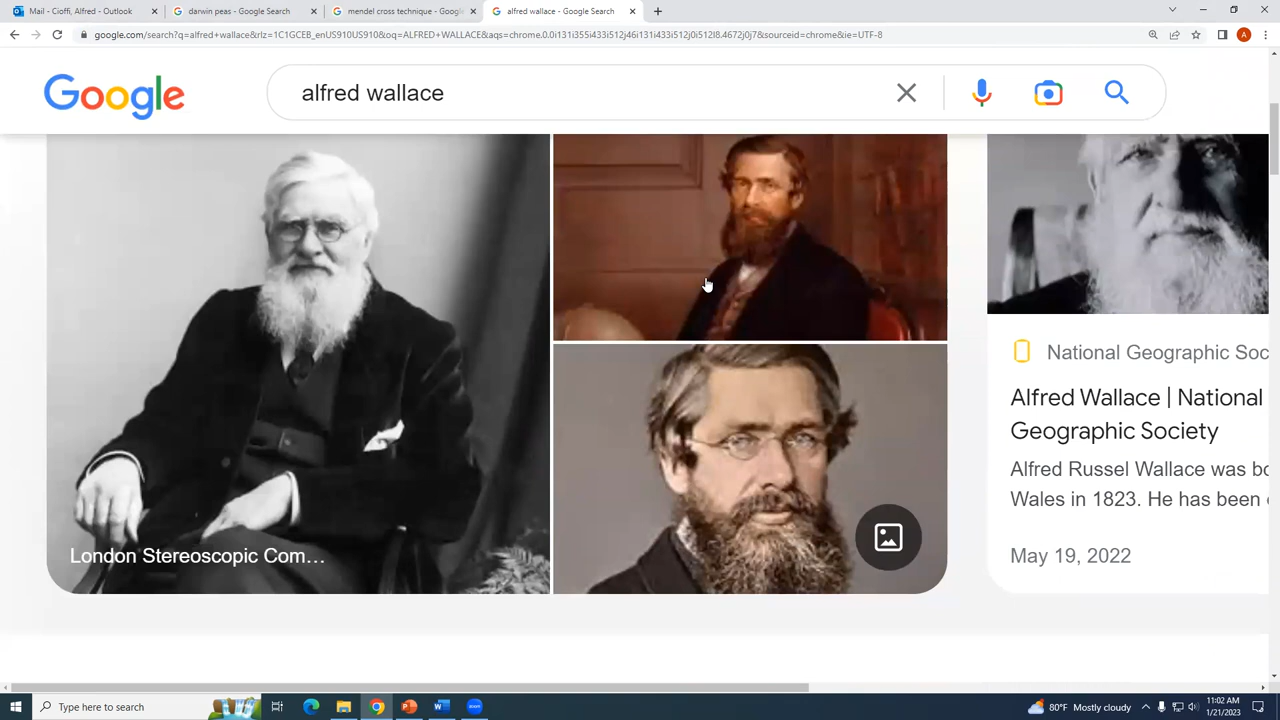 Mail - Cioffi, Alfred - Outlook
darwin peas - Google Search
mendel cross technique - Google
alfred wallace - Google Search
google.com/search?q=alfred+wallace&rlz=1C1GCEB_enUS910US910&oq=ALFRED+WALLACE&aqs=chrome.0.0i131i355i433i512j46i131i433i512j0i512l8.4672j0j7&sourceid=chrome&ie=UTF-8
A
Google
alfred wallace
London Stereoscopic Com...
National Geographic Soc
Alfred Wallace | National
Geographic Society
Alfred Russel Wallace was bo
Wales in 1823. He has been
May 19, 2022
Type here to search
zoom
80°F Mostly cloudy
11:02 AM
1/21/2023